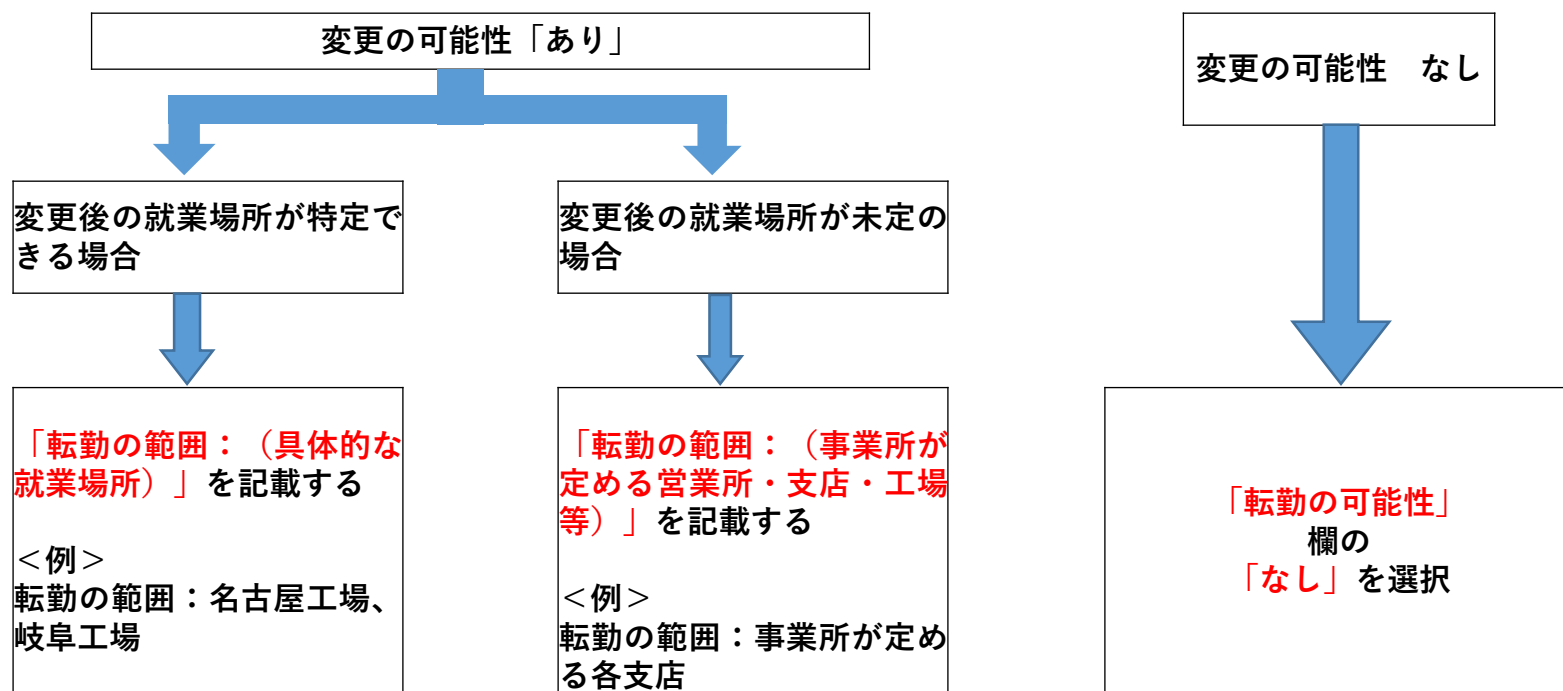 変更の可能性「あり」
変更の可能性　なし
変更後の就業場所が特定で
きる場合
変更後の就業場所が未定の
場合
「転勤の範囲：（具体的な
就業場所）」を記載する
＜例＞
転勤の範囲：名古屋工場、
岐阜工場
「転勤の範囲：（事業所が
定める営業所・支店・工場
等）」を記載する
＜例＞
転勤の範囲：事業所が定め
る各支店
「転勤の可能性」
欄の
「なし」を選択